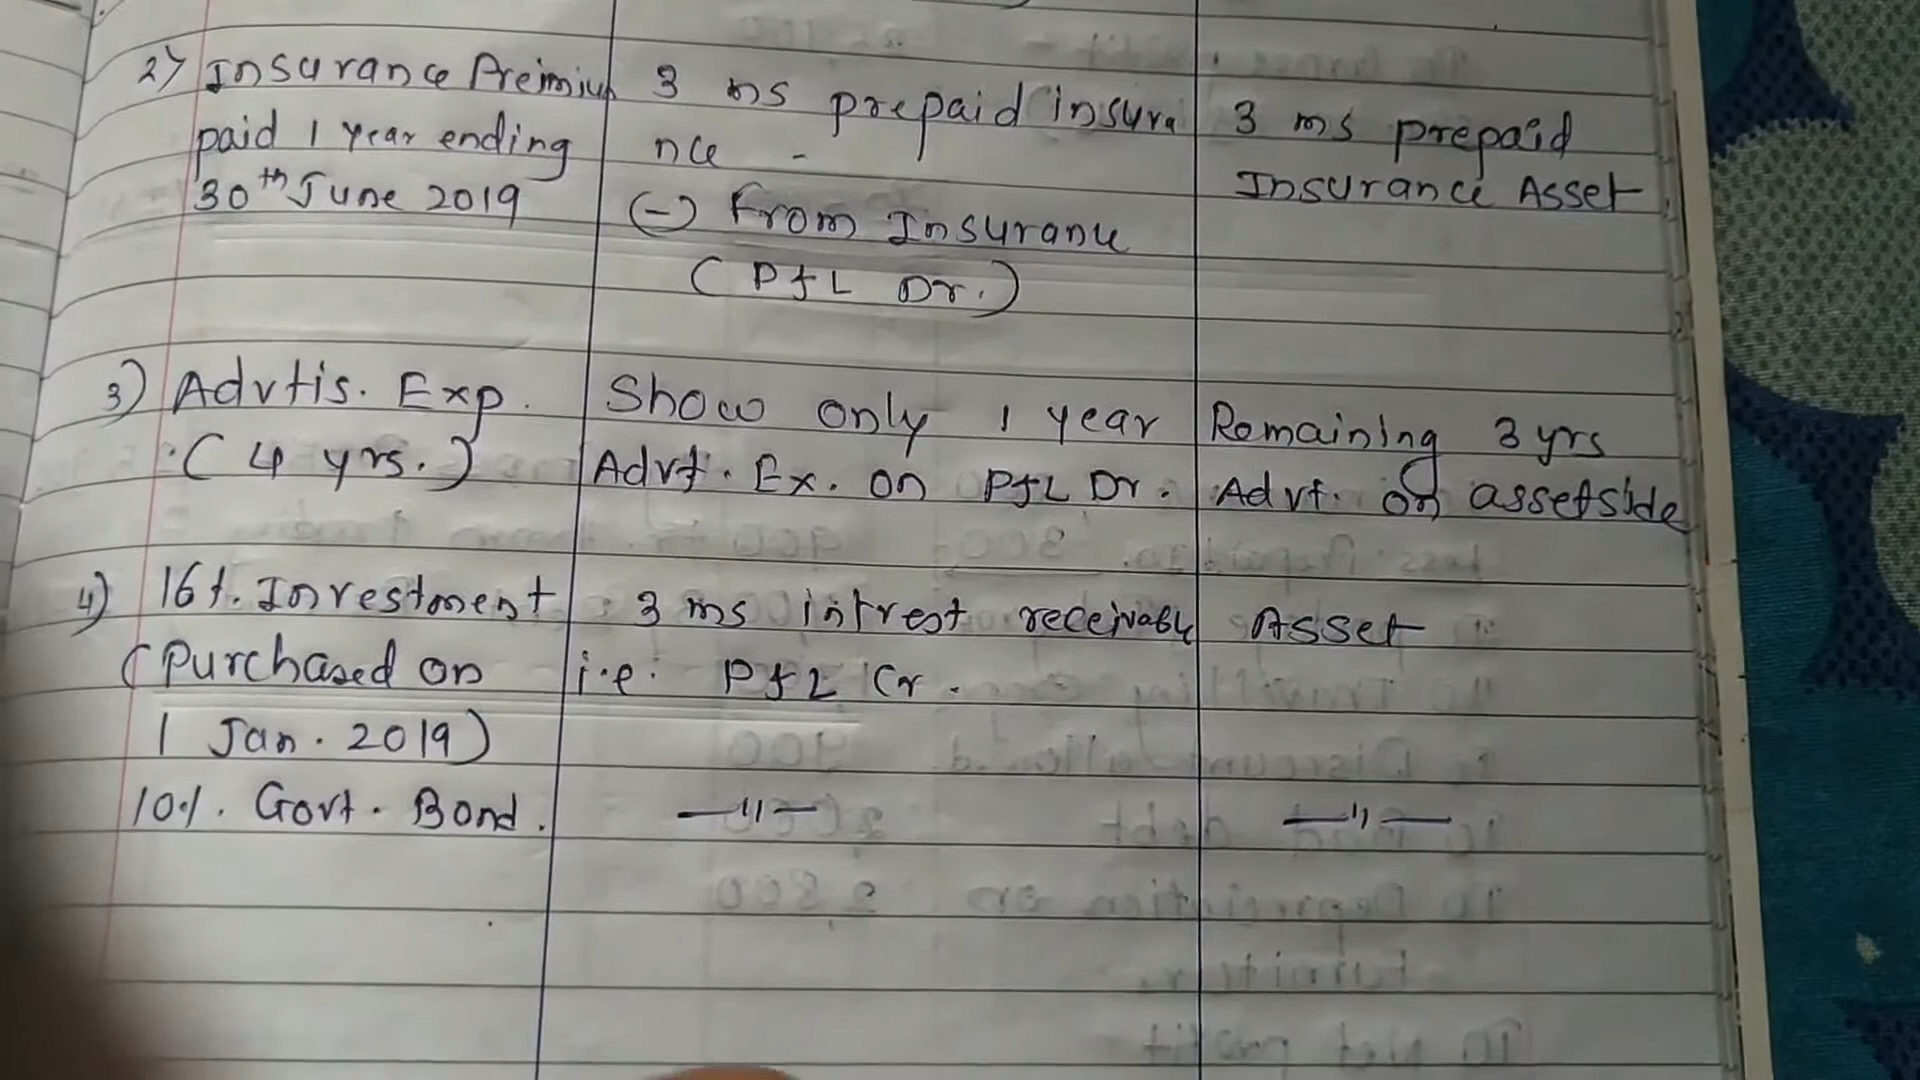 2) Insurance Preimium 3 ms prepaid insura 3 ms prepaid
paid 1 year ending nce - Insurance Asset
30th June 2019 (-) From Insurance
(P&L Dr.)
3) Advtis. Exp. Show only 1 year Remaining 3 yrs
(4 yrs.) Advt. Ex. on P&L Dr. Advt. on assetside
4) 16%. Investment 3 ms intrest receivable Asset
(Purchased on i.e. P&L Cr.
1 Jan. 2019)
10%. Govt. Bond. —"— —"—